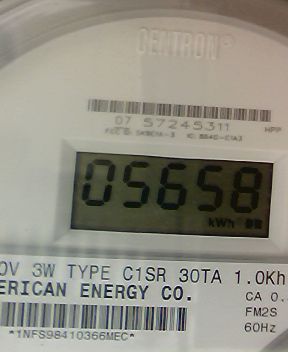 CENTRON®
07 57245311
HPP
05658
kWh
0V 3W TYPE C1SR 30TA 1.0Kh
ERICAN ENERGY CO.
CA 0.
FM2S
60Hz
*1NFS98410366MEC*